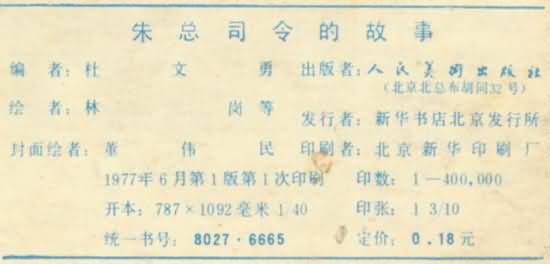 朱总司令的故事
编者：杜文勇 出版者：人民美术出版社
（北京北总布胡同32号）
绘者：林岗等
发行者：新华书店北京发行所
封面绘者：董伟民 印刷者：北京新华印刷厂
1977年6月第1版第1次印刷 印数：1—400,000
开本：787×1092毫米 1/40 印张：1 3/10
统一书号：8027·6665 定价：0.18元